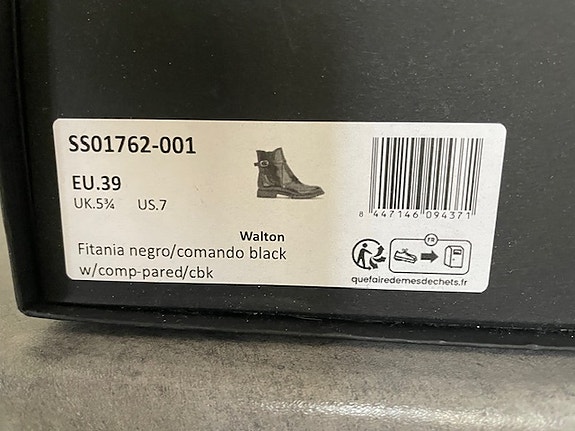 SS01762-001
EU.39
UK.5¾ US.7
Walton
Fitania negro/comando black
w/comp-pared/cbk
8 447146 094371
FR
quefairedemesdechets.fr